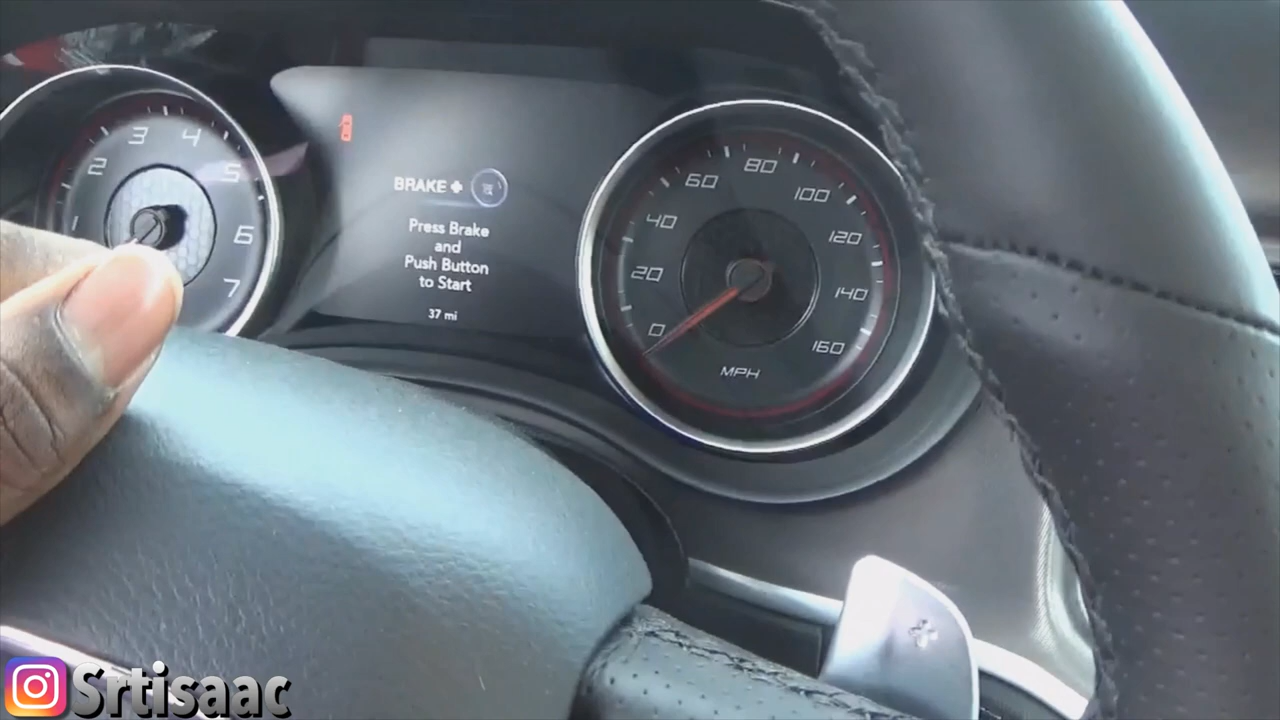 1
2
3
4
5
6
7
BRAKE +
Press Brake
and
Push Button
to Start
37 mi
0
20
40
60
80
100
120
140
160
MPH
+
Srtisaac